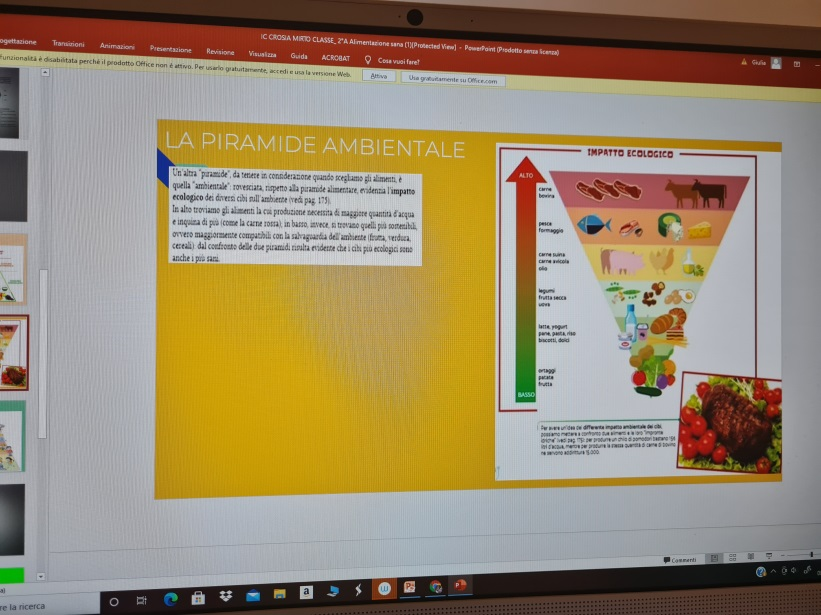 IC CROSIA MIRTO CLASSE_ 2^A Alimentazione sana (1)[Protected View] - PowerPoint (Prodotto senza licenza)
ogettazione Transizioni Animazioni Presentazione Revisione Visualizza Guida ACROBAT Cosa vuoi fare? Giulia
funzionalità è disabilitata perché il prodotto Office non è attivo. Per usarlo gratuitamente, accedi e usa la versione Web. Attiva Usa gratuitamente su Office.com
LA PIRAMIDE AMBIENTALE
Un'altra "piramide", da tenere in considerazione quando scegliamo gli alimenti, è
quella "ambientale": rovesciata, rispetto alla piramide alimentare, evidenzia l'impatto
ecologico dei diversi cibi sull'ambiente (vedi pag. 175).
In alto troviamo gli alimenti la cui produzione necessita di maggiore quantità d'acqua
e inquina di più (come la carne rossa); in basso, invece, si trovano quelli più sostenibili,
ovvero maggiormente compatibili con la salvaguardia dell'ambiente (frutta, verdura,
cereali): dal confronto delle due piramidi risulta evidente che i cibi più ecologici sono
anche i più sani.
IMPATTO ECOLOGICO
ALTO
carne
bovina
pesce
formaggio
carne suina
carne avicola
olio
legumi
frutta secca
uova
latte, yogurt
pane, pasta, riso
biscotti, dolci
ortaggi
patate
frutta
BASSO
Per avere un'idea del differente impatto ambientale dei cibi,
possiamo mettere a confronto due alimenti e la loro "impronta
idrica" (vedi pag. 175): per produrre un chilo di pomodori bastano
litri d'acqua, mentre per produrre la stessa quantità di carne di bovino
ne servono addirittura 15.000.
Commenti
re la ricerca